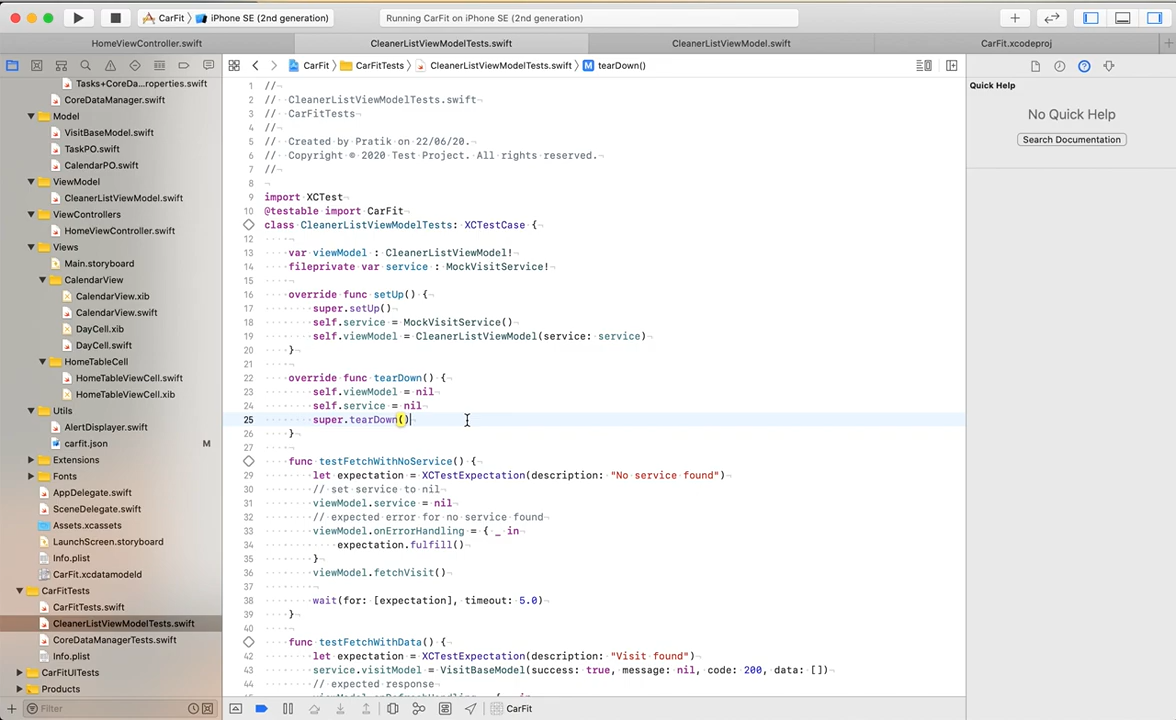 CarFit
iPhone SE (2nd generation)
Running CarFit on iPhone SE (2nd generation)
HomeViewController.swift
CleanerListViewModelTests.swift
CleanerListViewModel.swift
CarFit.xcodeproj
CarFit
CarFitTests
CleanerListViewModelTests.swift
M tearDown()
Tasks+CoreDa...roperties.swift
CoreDataManager.swift
Model
VisitBaseModel.swift
TaskPO.swift
CalendarPO.swift
ViewModel
CleanerListViewModel.swift
ViewControllers
HomeViewController.swift
Views
Main.storyboard
CalendarView
CalendarView.xib
CalendarView.swift
DayCell.xib
DayCell.swift
HomeTableCell
HomeTableViewCell.swift
HomeTableViewCell.xib
Utils
AlertDisplayer.swift
carfit.json
M
Extensions
Fonts
AppDelegate.swift
SceneDelegate.swift
Assets.xcassets
LaunchScreen.storyboard
Info.plist
CarFit.xcdatamodeld
CarFitTests
CarFitTests.swift
CleanerListViewModelTests.swift
CoreDataManagerTests.swift
Info.plist
CarFitUITests
Products
Filter
1 //
2 // CleanerListViewModelTests.swift
3 // CarFitTests
4 //
5 // Created by Pratik on 22/06/20.
6 // Copyright © 2020 Test Project. All rights reserved.
7 //
8
9 import XCTest
10 @testable import CarFit
11 class CleanerListViewModelTests: XCTestCase {
12
13 var viewModel : CleanerListViewModel!
14 fileprivate var service : MockVisitService!
15
16 override func setUp() {
17 super.setUp()
18 self.service = MockVisitService()
19 self.viewModel = CleanerListViewModel(service: service)
20 }
21
22 override func tearDown() {
23 self.viewModel = nil
24 self.service = nil
25 super.tearDown()
26 }
27
28 func testFetchWithNoService() {
29 let expectation = XCTestExpectation(description: "No service found")
30 // set service to nil
31 viewModel.service = nil
32 // expected error for no service found
33 viewModel.onErrorHandling = { _ in
34 expectation.fulfill()
35 }
36 viewModel.fetchVisit()
37
38 wait(for: [expectation], timeout: 5.0)
39 }
40
41 func testFetchWithData() {
42 let expectation = XCTestExpectation(description: "Visit found")
43 service.visitModel = VisitBaseModel(success: true, message: nil, code: 200, data: [])
44 // expected response
Quick Help
No Quick Help
Search Documentation
CarFit